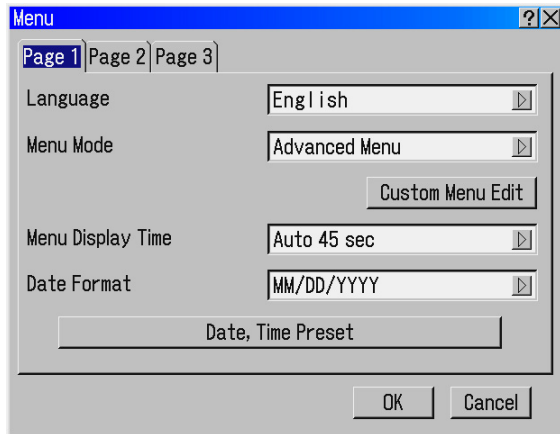 Menu ? X
Page 1 Page 2 Page 3
Language English
Menu Mode Advanced Menu
Custom Menu Edit
Menu Display Time Auto 45 sec
Date Format MM/DD/YYYY
Date, Time Preset
OK Cancel